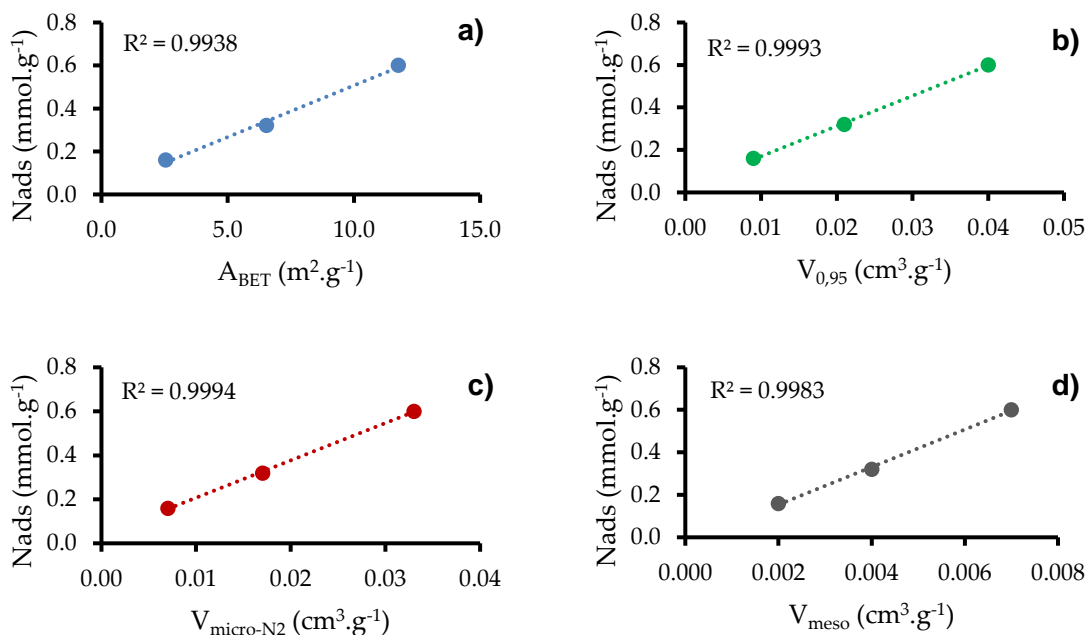 a)
R² = 0.9938
Nads (mmol.g⁻¹)
0.8
0.6
0.4
0.2
0.0
0.0 5.0 10.0 15.0
A_BET (m².g⁻¹)
b)
R² = 0.9993
Nads (mmol.g⁻¹)
0.8
0.6
0.4
0.2
0.0
0.00 0.01 0.02 0.03 0.04 0.05
V_0,95 (cm³.g⁻¹)
c)
R² = 0.9994
Nads (mmol.g⁻¹)
0.8
0.6
0.4
0.2
0.0
0.00 0.01 0.02 0.03 0.04
V_micro-N2 (cm³.g⁻¹)
d)
R² = 0.9983
Nads (mmol.g⁻¹)
0.8
0.6
0.4
0.2
0.0
0.000 0.002 0.004 0.006 0.008
V_meso (cm³.g⁻¹)